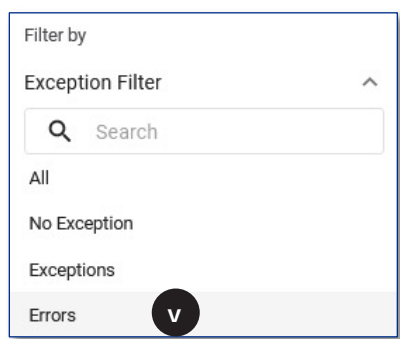 Filter by
Exception Filter
Search
All
No Exception
Exceptions
Errors v